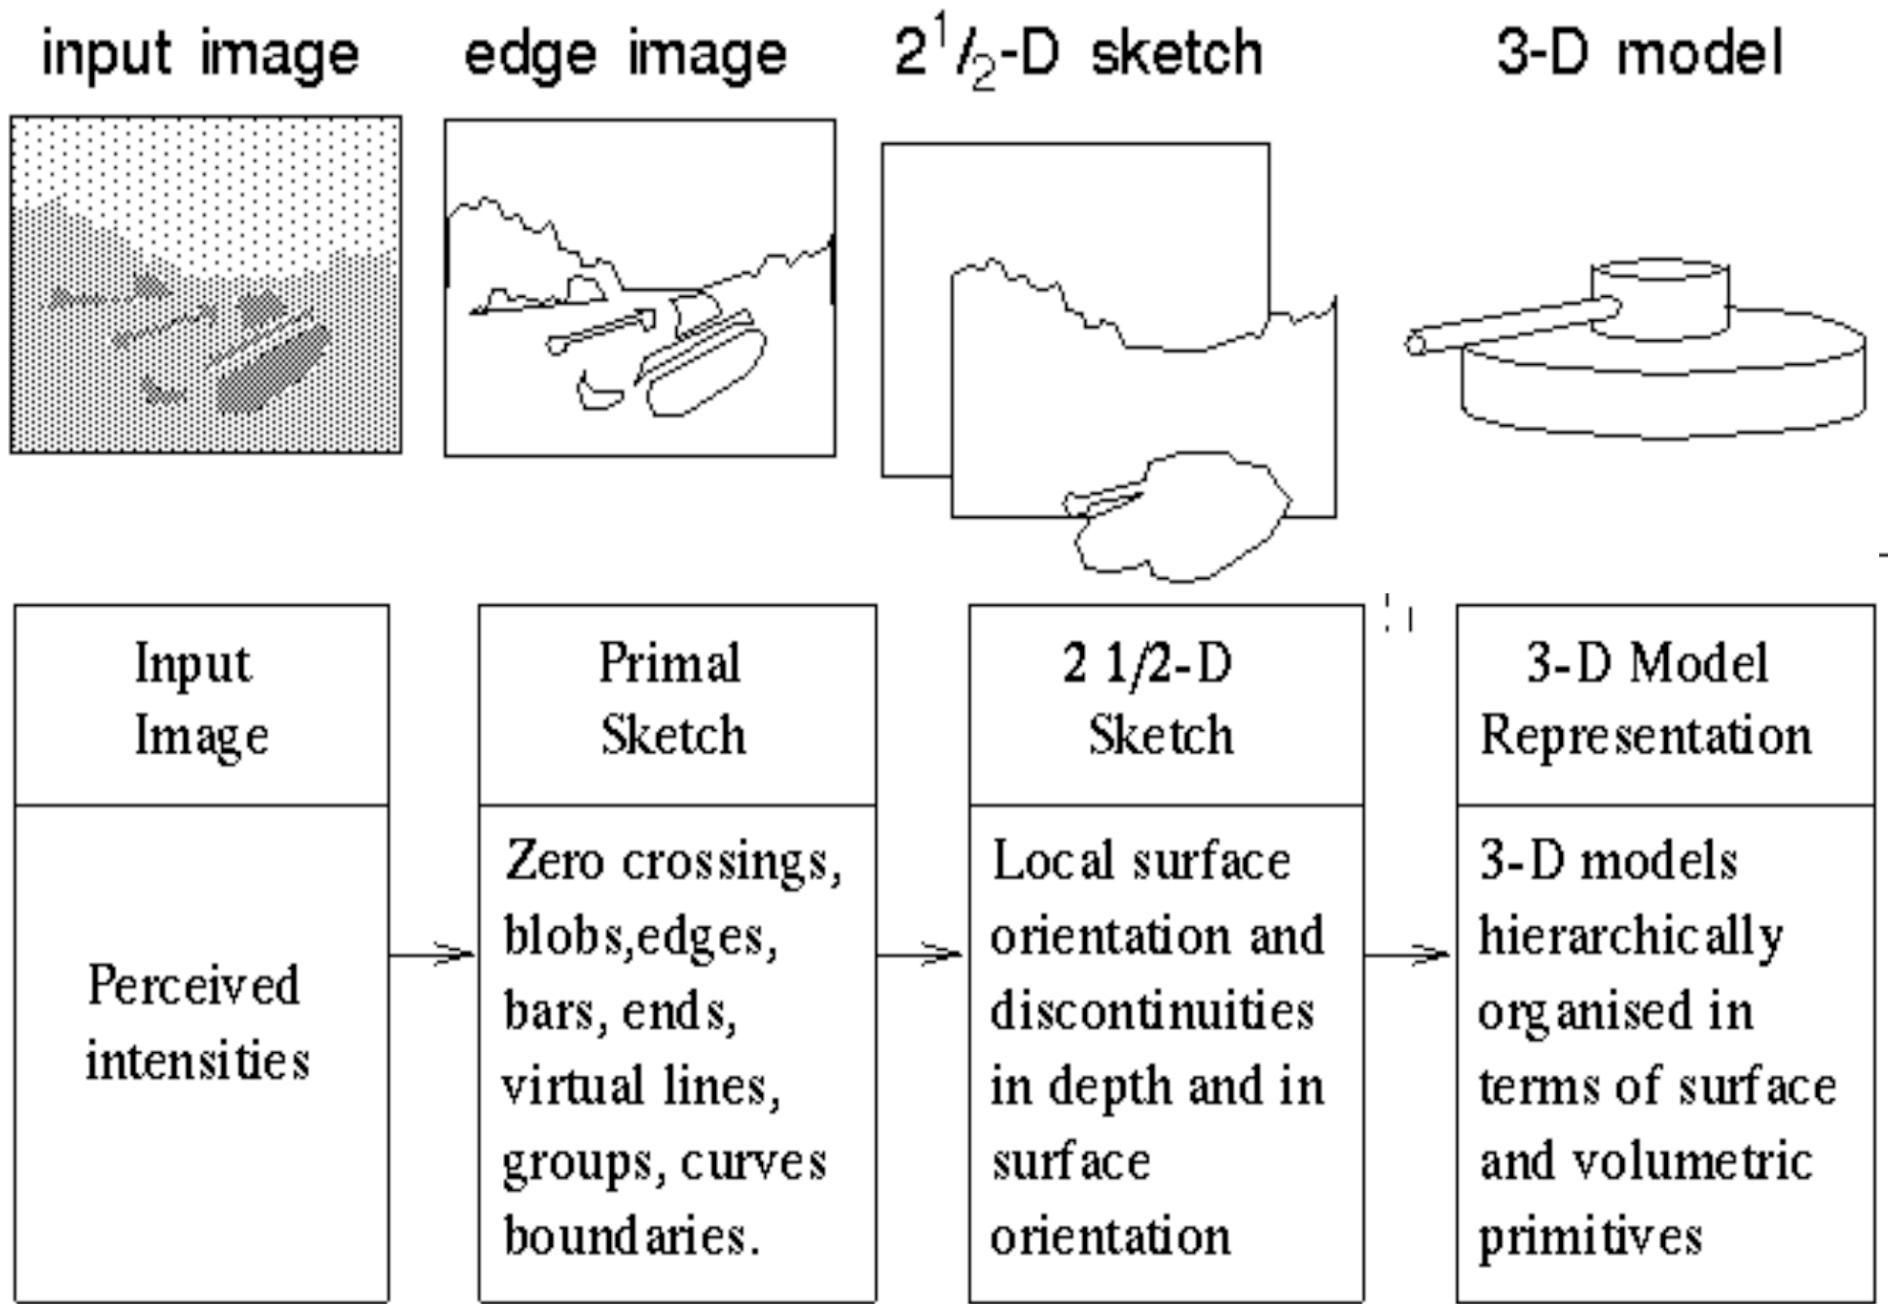 input image
edge image
2 1/2-D sketch
3-D model
Input
Image
Perceived
intensities
Primal
Sketch
Zero crossings,
blobs,edges,
bars, ends,
virtual lines,
groups, curves
boundaries.
2 1/2-D
Sketch
Local surface
orientation and
discontinuities
in depth and in
surface
orientation
3-D Model
Representation
3-D models
hierarchically
organised in
terms of surface
and volumetric
primitives